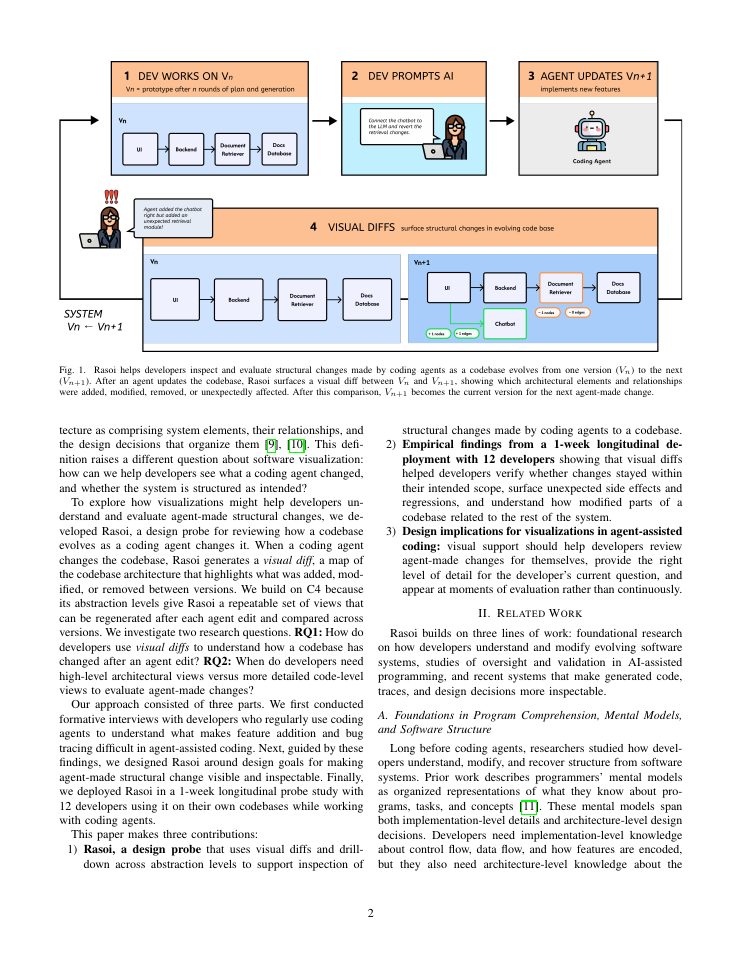 1 DEV WORKS ON Vn
Vn = prototype after n rounds of plan and generation
Vn
UI
Backend
Document
Retriever
Docs
Database
2 DEV PROMPTS AI
Connect the chatbot to
the LLM and revert the
retrieval changes.
3 AGENT UPDATES Vn+1
implements new features
Coding Agent
!!!
Agent added the chatbot
right but added an
unexpected retrieval
module!
4 VISUAL DIFFS surface structural changes in evolving code base
Vn
UI
Backend
Document
Retriever
Docs
Database
Vn+1
UI
Backend
Document
Retriever
Docs
Database
Chatbot
+ 1 nodes
+ 1 edges
~ 1 nodes
SYSTEM
Vn ← Vn+1
Fig. 1. Rasoi helps developers inspect and evaluate structural changes made by coding agents as a codebase evolves from one version (Vn) to the next
(Vn+1). After an agent updates the codebase, Rasoi surfaces a visual diff between Vn and Vn+1, showing which architectural elements and relationships
were added, modified, removed, or unexpectedly affected. After this comparison, Vn+1 becomes the current version for the next agent-made change.
tecture as comprising system elements, their relationships, and
the design decisions that organize them [9], [10]. This defi-
nition raises a different question about software visualization:
how can we help developers see what a coding agent changed,
and whether the system is structured as intended?
To explore how visualizations might help developers un-
derstand and evaluate agent-made structural changes, we de-
veloped Rasoi, a design probe for reviewing how a codebase
evolves as a coding agent changes it. When a coding agent
changes the codebase, Rasoi generates a visual diff, a map of
the codebase architecture that highlights what was added, mod-
ified, or removed between versions. We build on C4 because
its abstraction levels give Rasoi a repeatable set of views that
can be regenerated after each agent edit and compared across
versions. We investigate two research questions. RQ1: How do
developers use visual diffs to understand how a codebase has
changed after an agent edit? RQ2: When do developers need
high-level architectural views versus more detailed code-level
views to evaluate agent-made changes?
Our approach consisted of three parts. We first conducted
formative interviews with developers who regularly use coding
agents to understand what makes feature addition and bug
tracing difficult in agent-assisted coding. Next, guided by these
findings, we designed Rasoi around design goals for making
agent-made structural change visible and inspectable. Finally,
we deployed Rasoi in a 1-week longitudinal probe study with
12 developers using it on their own codebases while working
with coding agents.
This paper makes three contributions:
1) Rasoi, a design probe that uses visual diffs and drill-
down across abstraction levels to support inspection of
structural changes made by coding agents to a codebase.
2) Empirical findings from a 1-week longitudinal de-
ployment with 12 developers showing that visual diffs
helped developers verify whether changes stayed within
their intended scope, surface unexpected side effects and
regressions, and understand how modified parts of a
codebase related to the rest of the system.
3) Design implications for visualizations in agent-assisted
coding: visual support should help developers review
agent-made changes for themselves, provide the right
level of detail for the developer's current question, and
appear at moments of evaluation rather than continuously.
II. RELATED WORK
Rasoi builds on three lines of work: foundational research
on how developers understand and modify evolving software
systems, studies of oversight and validation in AI-assisted
programming, and recent systems that make generated code,
traces, and design decisions more inspectable.
A. Foundations in Program Comprehension, Mental Models,
and Software Structure
Long before coding agents, researchers studied how devel-
opers understand, modify, and recover structure from software
systems. Prior work describes programmers' mental models
as organized representations of what they know about pro-
grams, tasks, and concepts [11]. These mental models span
both implementation-level details and architecture-level design
decisions. Developers need implementation-level knowledge
about control flow, data flow, and how features are encoded,
but they also need architecture-level knowledge about the
2